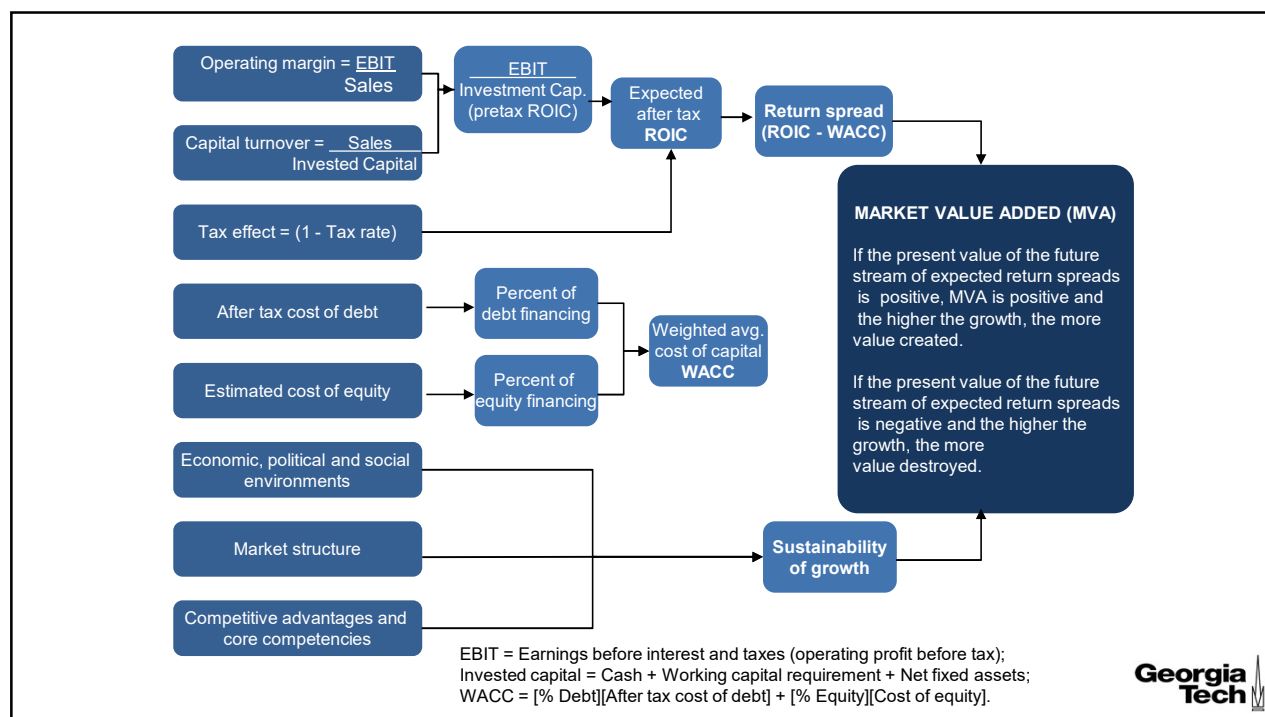 Operating margin = EBIT
Sales
EBIT
Investment Cap.
(pretax ROIC)
Expected
after tax
ROIC
Return spread
(ROIC - WACC)
Capital turnover = Sales
Invested Capital
Tax effect = (1 - Tax rate)
MARKET VALUE ADDED (MVA)
If the present value of the future
stream of expected return spreads
is positive, MVA is positive and
the higher the growth, the more
value created.
If the present value of the future
stream of expected return spreads
is negative and the higher the
growth, the more
value destroyed.
After tax cost of debt
Percent of
debt financing
Weighted avg.
cost of capital
WACC
Estimated cost of equity
Percent of
equity financing
Economic, political and social
environments
Market structure
Sustainability
of growth
Competitive advantages and
core competencies
EBIT = Earnings before interest and taxes (operating profit before tax);
Invested capital = Cash + Working capital requirement + Net fixed assets;
WACC = [% Debt][After tax cost of debt] + [% Equity][Cost of equity].
Georgia
Tech